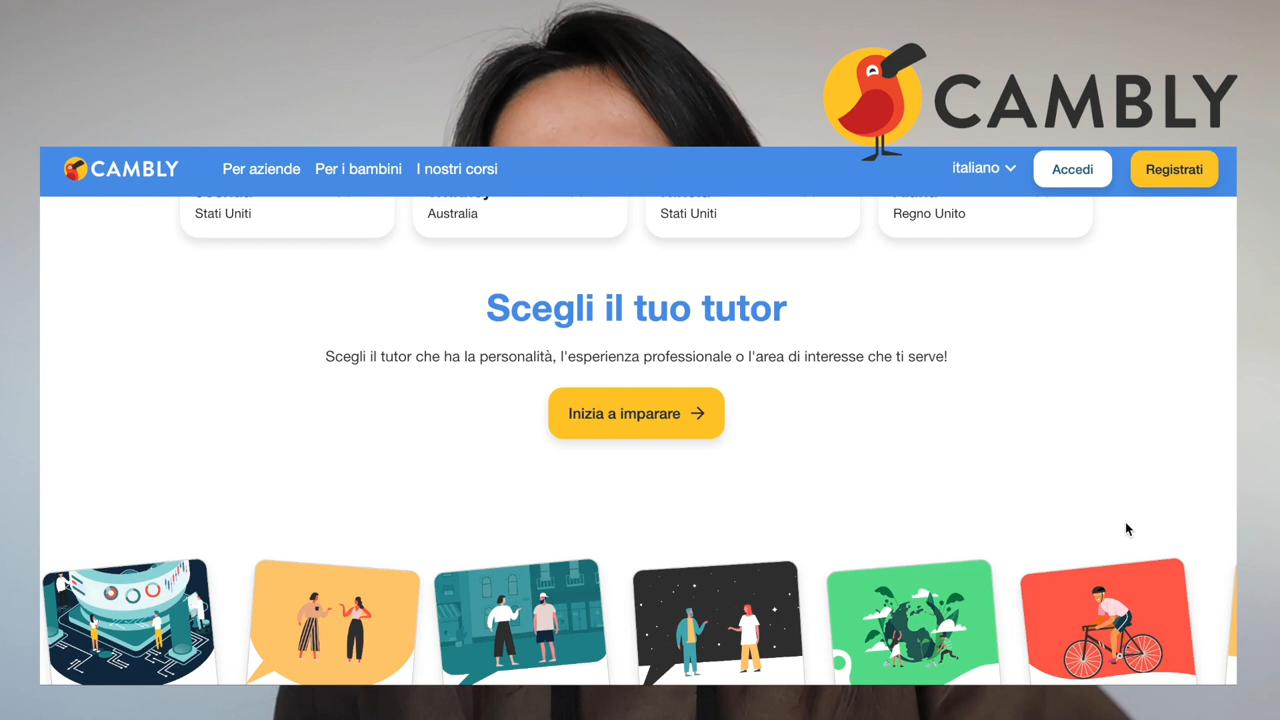 CAMBLY
CAMBLY Per aziende Per i bambini I nostri corsi italiano Accedi Registrati
Stati Uniti Australia Stati Uniti Regno Unito
Scegli il tuo tutor
Scegli il tutor che ha la personalità, l'esperienza professionale o l'area di interesse che ti serve!
Inizia a imparare